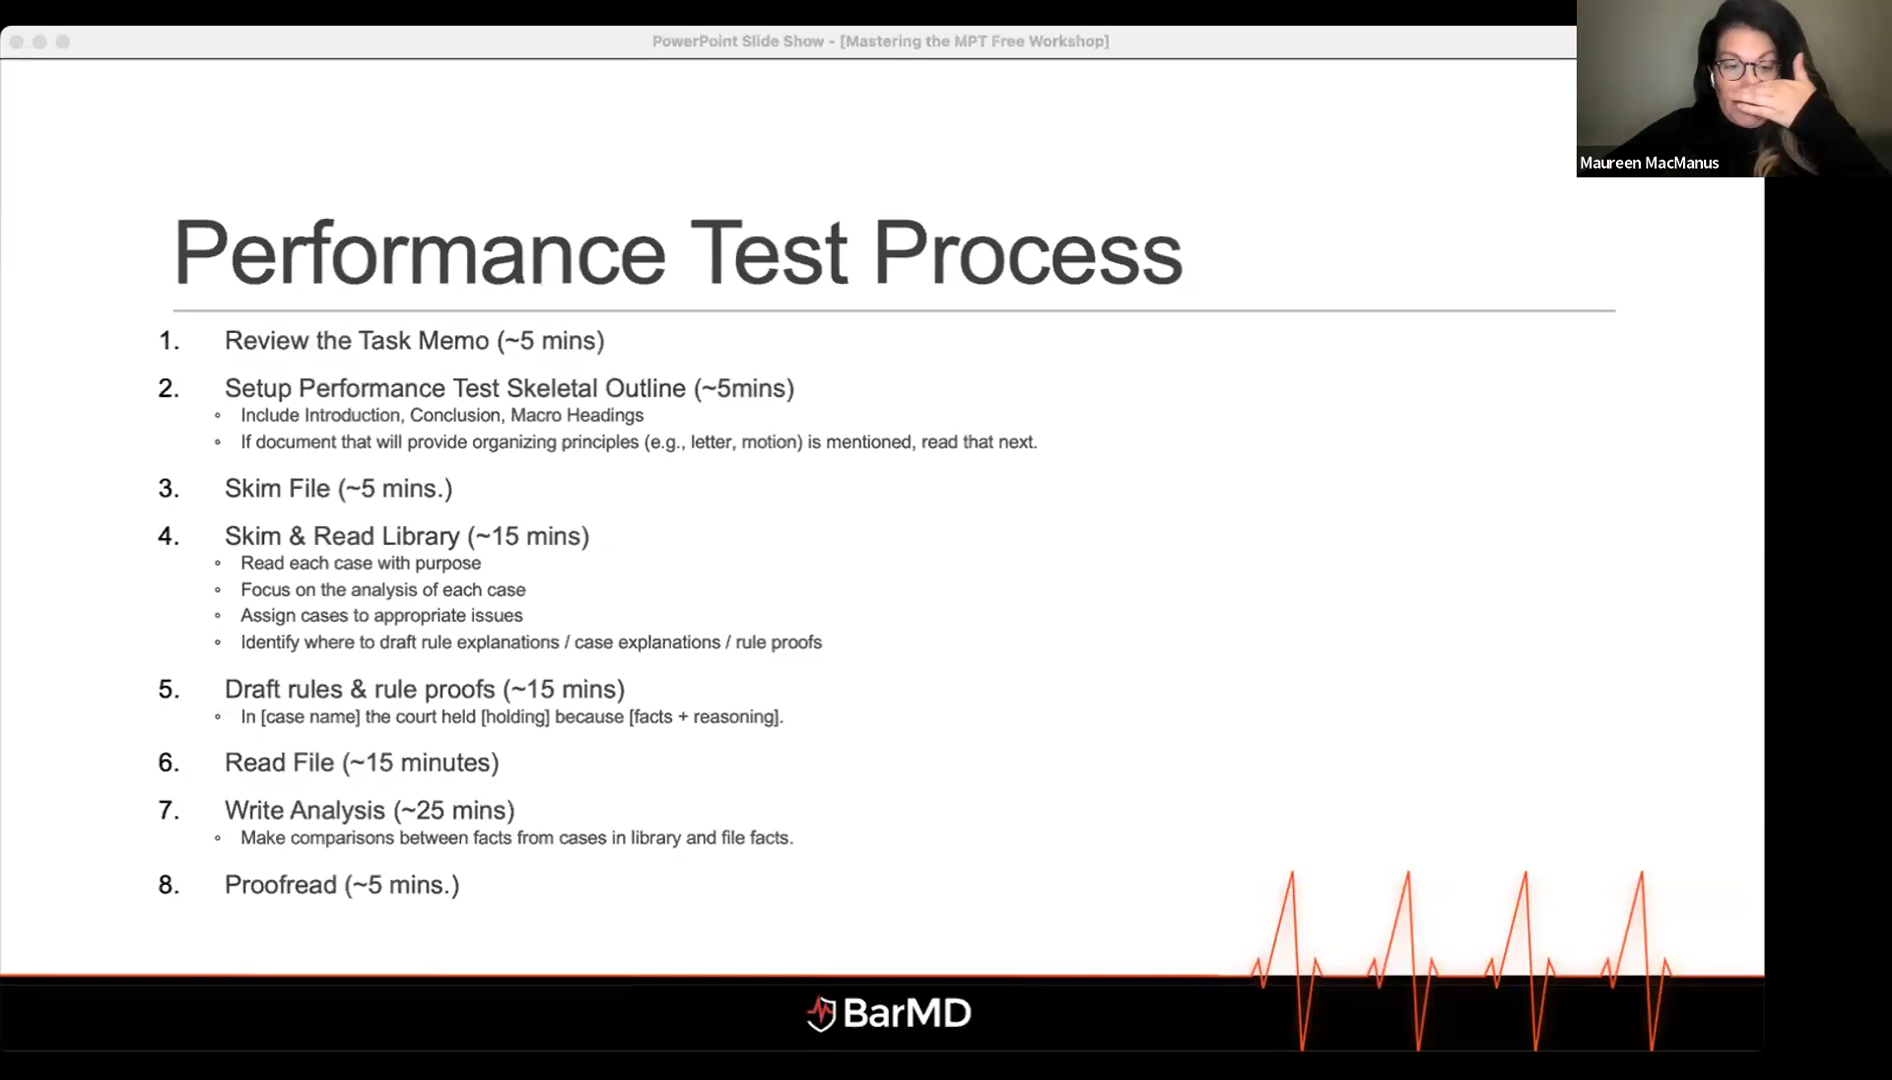 PowerPoint Slide Show - [Mastering the MPT Free Workshop]
Maureen MacManus
Performance Test Process
1. Review the Task Memo (~5 mins)
2. Setup Performance Test Skeletal Outline (~5mins)
◦ Include Introduction, Conclusion, Macro Headings
◦ If document that will provide organizing principles (e.g., letter, motion) is mentioned, read that next.
3. Skim File (~5 mins.)
4. Skim & Read Library (~15 mins)
◦ Read each case with purpose
◦ Focus on the analysis of each case
◦ Assign cases to appropriate issues
◦ Identify where to draft rule explanations / case explanations / rule proofs
5. Draft rules & rule proofs (~15 mins)
◦ In [case name] the court held [holding] because [facts + reasoning].
6. Read File (~15 minutes)
7. Write Analysis (~25 mins)
◦ Make comparisons between facts from cases in library and file facts.
8. Proofread (~5 mins.)
BarMD